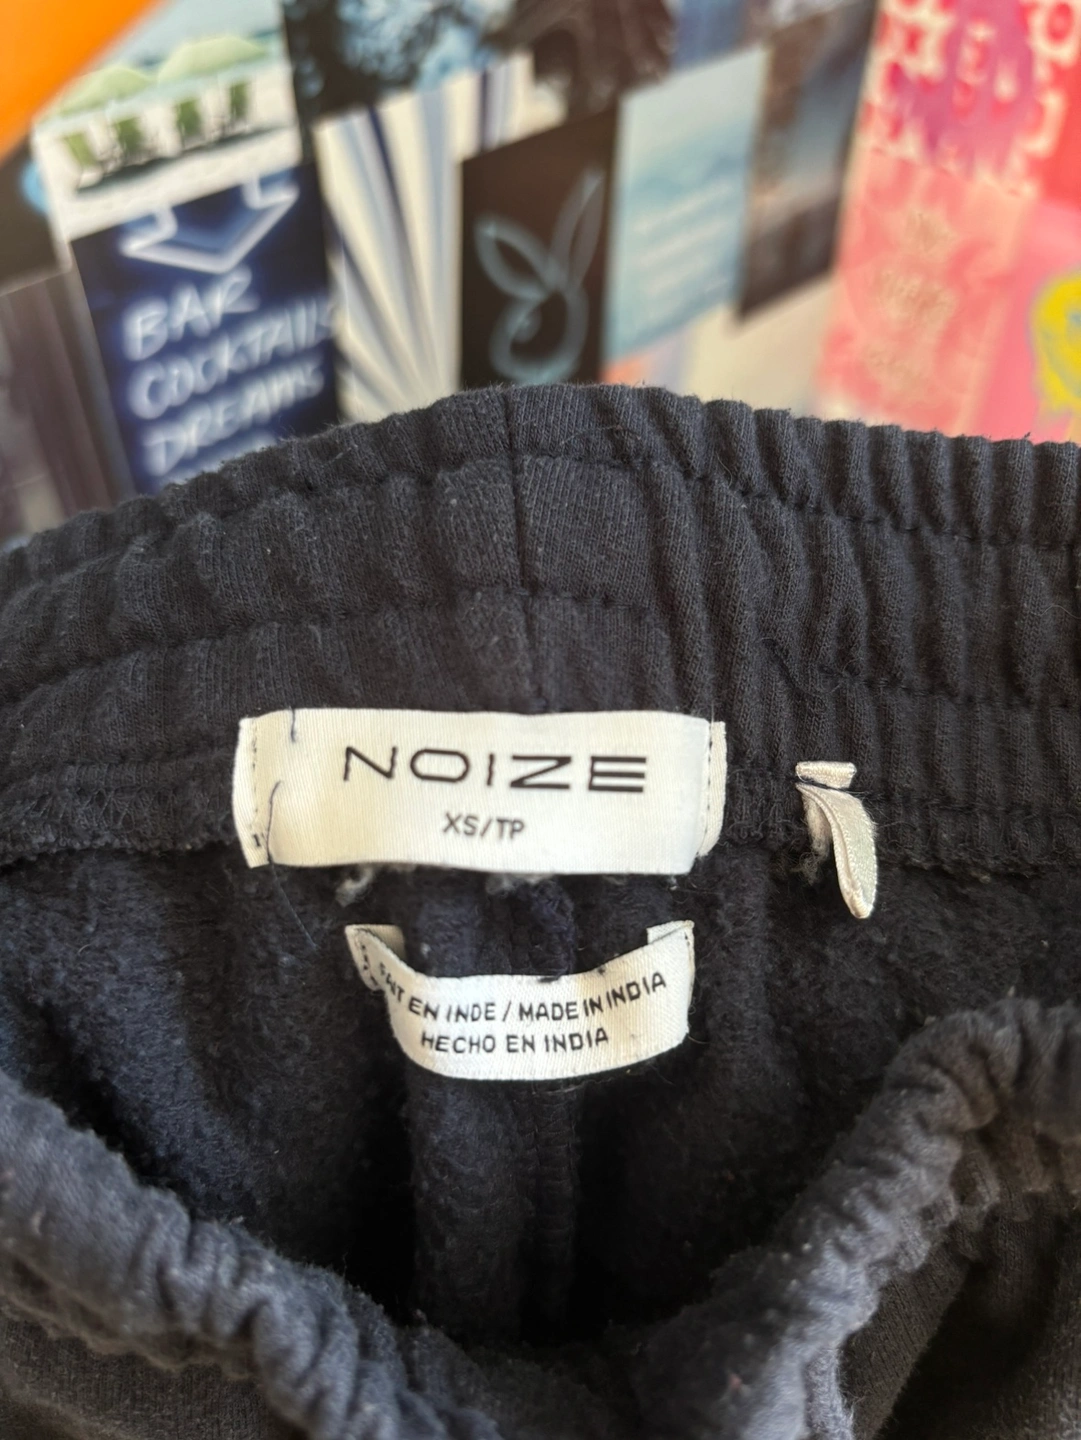 BAR
COCKTAILS
DREAMS
NOIZE
XS/TP
FAIT EN INDE / MADE IN INDIA
HECHO EN INDIA